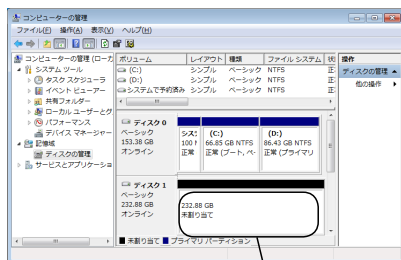 コンピューターの管理
ファイル(F) 操作(A) 表示(V) ヘルプ(H)
コンピューターの管理 (ローカ
システム ツール
タスク スケジューラ
イベント ビューアー
共有フォルダー
ローカル ユーザーとグ
パフォーマンス
デバイス マネージャー
記憶域
ディスクの管理
サービスとアプリケーショ
ボリューム レイアウト 種類 ファイル システム 状
(C:) シンプル ベーシック NTFS 正
(D:) シンプル ベーシック NTFS 正
システムで予約済み シンプル ベーシック NTFS 正
ディスク 0
ベーシック
153.38 GB
オンライン
シス
100 M
正常
(C:)
66.85 GB NTFS
正常 (ブート, ペー
(D:)
86.43 GB NTFS
正常 (プライマリ
ディスク 1
ベーシック
232.88 GB
オンライン
232.88 GB
未割り当て
未割り当て プライマリ パーティション
操作
ディスクの管理
他の操作